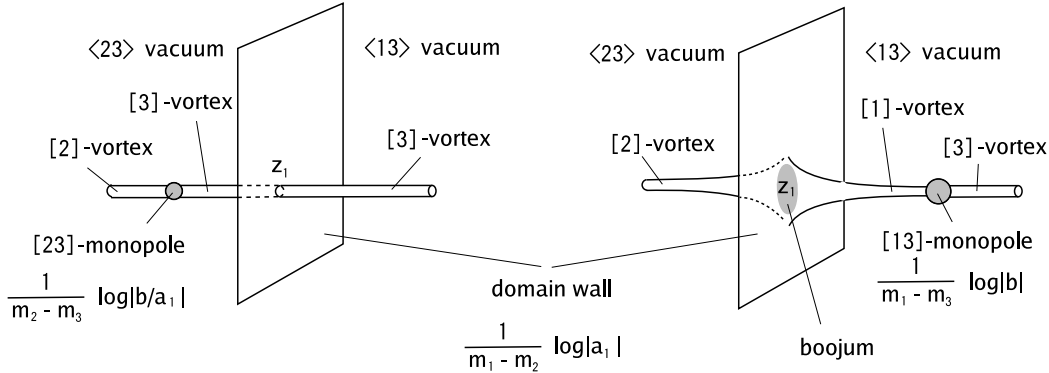 ⟨23⟩ vacuum
⟨13⟩ vacuum
[3]-vortex
[2]-vortex
z₁
[3]-vortex
[23]-monopole
1/(m₂ - m₃) log|b/a₁|
domain wall
1/(m₁ - m₂) log|a₁|
⟨23⟩ vacuum
⟨13⟩ vacuum
[1]-vortex
[2]-vortex
[3]-vortex
z₁
[13]-monopole
1/(m₁ - m₃) log|b|
boojum